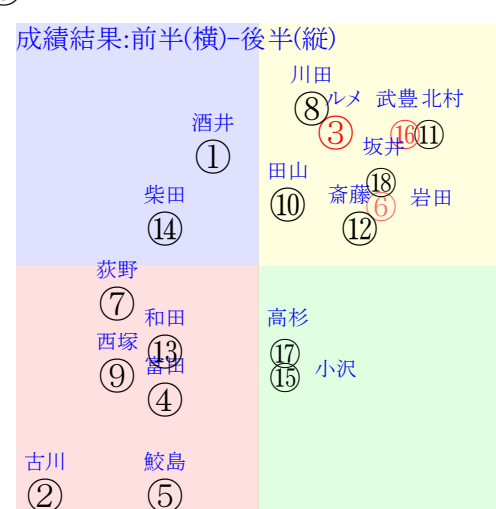 成績結果:前半(横)−後半(縦)
川田
⑧
ルメ
③
武豊
⑯
北村
⑪
酒井
①
坂井
⑱
田山
⑩
斎藤
⑫
⑥
岩田
柴田
⑭
荻野
⑦
和田
⑬
高杉
⑰
西塚
⑨
富田
④
⑮
小沢
古川
②
鮫島
⑤